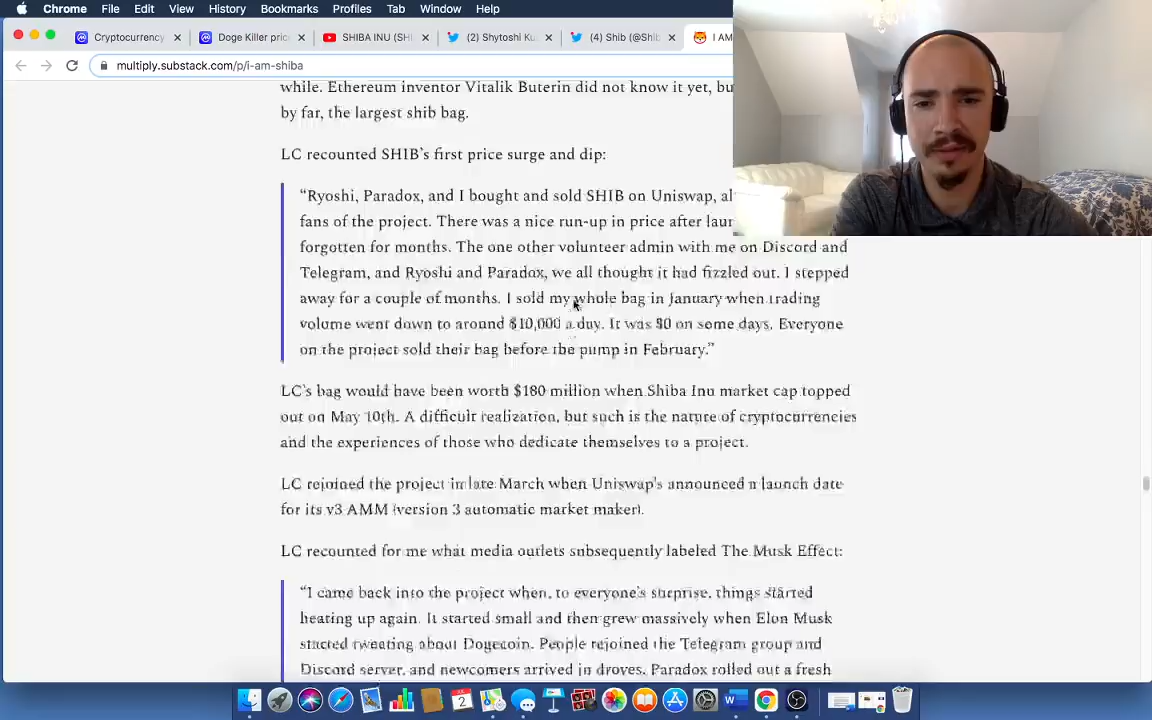 Chrome File Edit View History Bookmarks Profiles Tab Window Help
Cryptocurrency
Doge Killer pric
SHIBA INU (SHI
(2) Shytoshi Ku
(4) Shib (@Shib
I AM
multiply.substack.com/p/i-am-shiba
while. Ethereum inventor Vitalik Buterin did not know it yet, bu
by far, the largest shib bag.
LC recounted SHIB’s first price surge and dip:
“Ryoshi, Paradox, and I bought and sold SHIB on Uniswap, al
fans of the project. There was a nice run-up in price after laun
forgotten for months. The one other volunteer admin with me on Discord and
Telegram, and Ryoshi and Paradox, we all thought it had fizzled out. I stepped
away for a couple of months. I sold my whole bag in January when trading
volume went down to around $10,000 a day. It was $0 on some days. Everyone
on the project sold their bag before the pump in February.”
LC’s bag would have been worth $180 million when Shiba Inu market cap topped
out on May 10th. A difficult realization, but such is the nature of cryptocurrencies
and the experiences of those who dedicate themselves to a project.
LC rejoined the project in late March when Uniswap’s announced a launch date
for its v3 AMM (version 3 automatic market maker).
LC recounted for me what media outlets subsequently labeled The Musk Effect:
“I came back into the project when, to everyone’s surprise, things started
heating up again. It started small and then grew massively when Elon Musk
started tweating about Dogecoin. People rejoined the Telegram group and
Discord server, and newcomers arrived in droves. Paradox rolled out a fresh
2